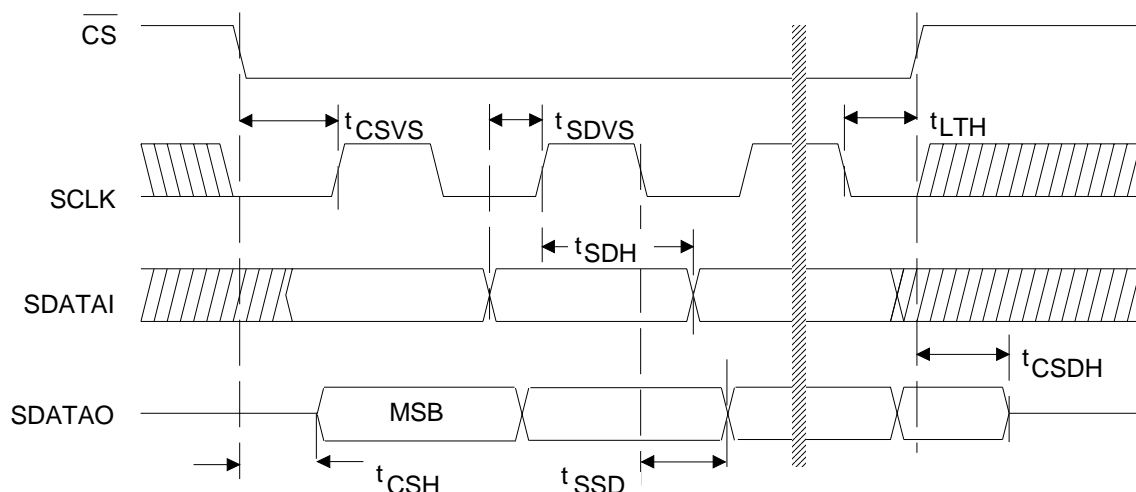 CS
tCSVS
tSDVS
tLTH
SCLK
tSDH
SDATAI
tCSDH
SDATAO
MSB
tCSH
tSSD